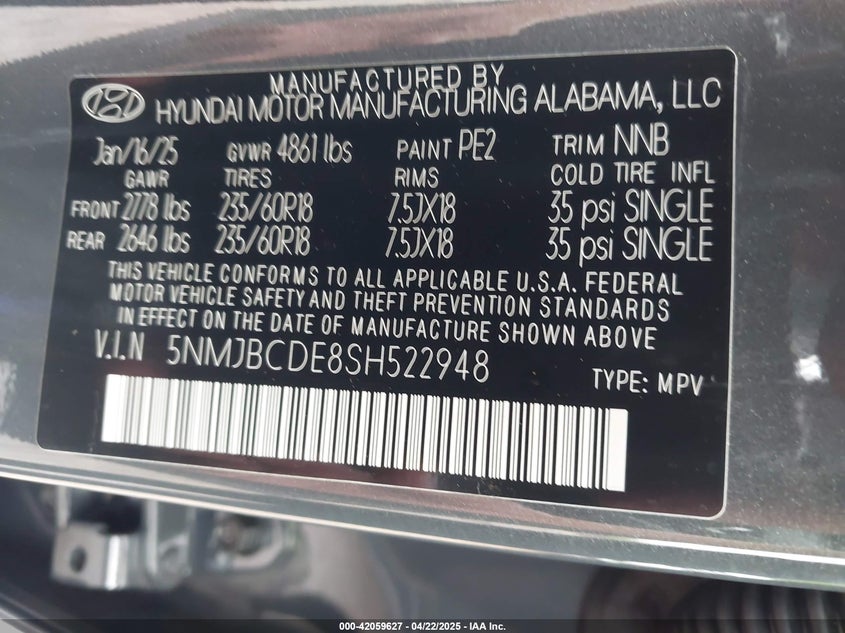 MANUFACTURED BY
HYUNDAI MOTOR MANUFACTURING ALABAMA, LLC
Jan/16/25 GVWR 4861 lbs PAINT PE2 TRIM NNB
GAWR TIRES RIMS COLD TIRE INFL
FRONT 2778 lbs 235/60R18 7.5JX18 35 psi SINGLE
REAR 2646 lbs 235/60R18 7.5JX18 35 psi SINGLE
THIS VEHICLE CONFORMS TO ALL APPLICABLE U.S.A. FEDERAL
MOTOR VEHICLE SAFETY AND THEFT PREVENTION STANDARDS
IN EFFECT ON THE DATE OF MANUFACTURE SHOWN ABOVE
V.I.N 5NMJBCDE8SH522948
TYPE: MPV
000-42059627 - 04/22/2025 - IAA Inc.